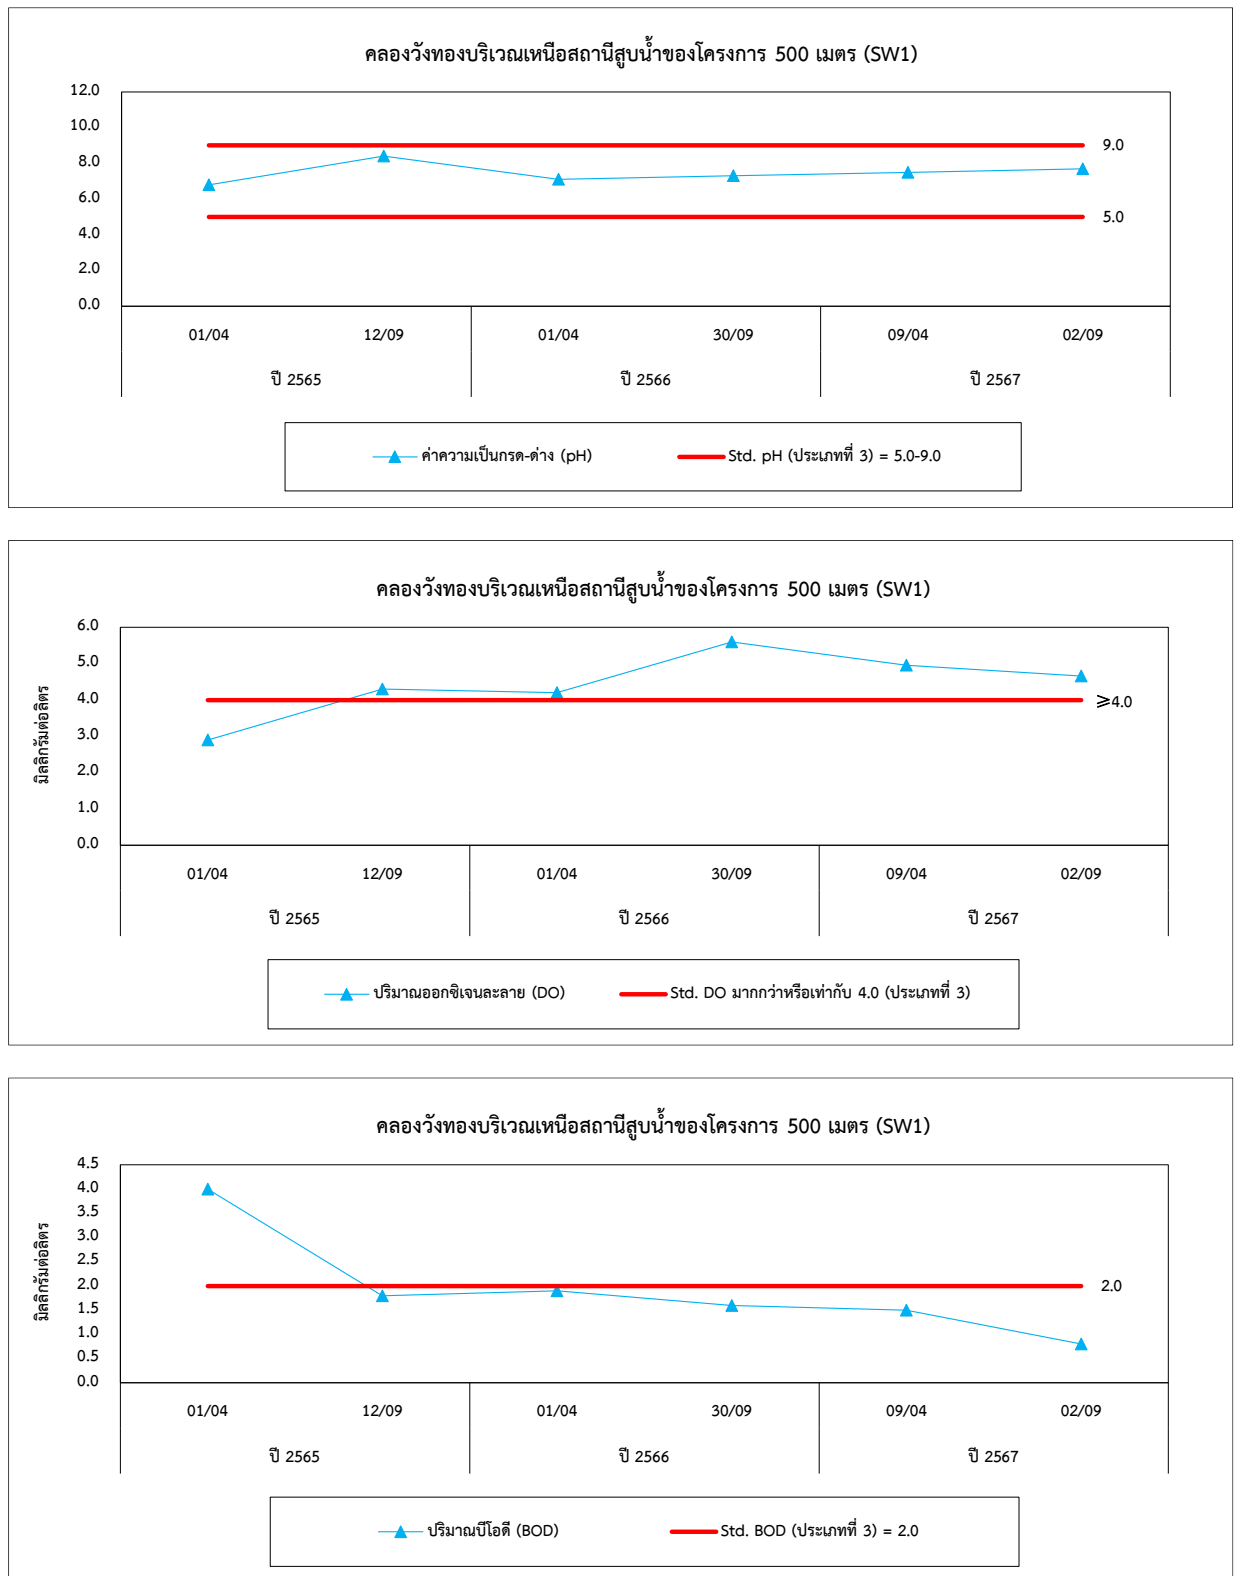 คลองวังทองบริเวณเหนือสถานีสูบน้ำของโครงการ 500 เมตร (SW1)
12.0
10.0
8.0
6.0
4.0
2.0
0.0
9.0
5.0
01/04 12/09 01/04 30/09 09/04 02/09
ปี 2565 ปี 2566 ปี 2567
ค่าความเป็นกรด-ด่าง (pH) Std. pH (ประเภทที่ 3) = 5.0-9.0
คลองวังทองบริเวณเหนือสถานีสูบน้ำของโครงการ 500 เมตร (SW1)
มิลลิกรัมต่อลิตร
6.0
5.0
4.0
3.0
2.0
1.0
0.0
≥4.0
01/04 12/09 01/04 30/09 09/04 02/09
ปี 2565 ปี 2566 ปี 2567
ปริมาณออกซิเจนละลาย (DO) Std. DO มากกว่าหรือเท่ากับ 4.0 (ประเภทที่ 3)
คลองวังทองบริเวณเหนือสถานีสูบน้ำของโครงการ 500 เมตร (SW1)
มิลลิกรัมต่อลิตร
4.5
4.0
3.5
3.0
2.5
2.0
1.5
1.0
0.5
0.0
2.0
01/04 12/09 01/04 30/09 09/04 02/09
ปี 2565 ปี 2566 ปี 2567
ปริมาณบีโอดี (BOD) Std. BOD (ประเภทที่ 3) = 2.0